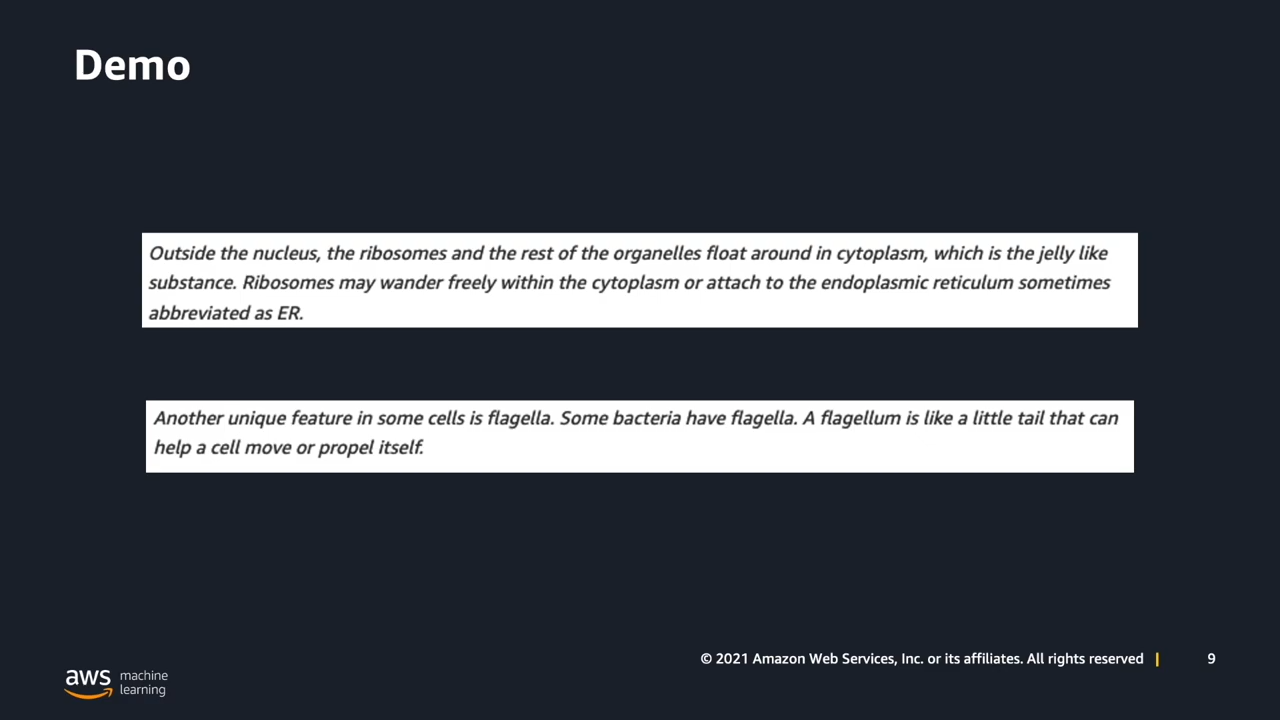 Demo
Outside the nucleus, the ribosomes and the rest of the organelles float around in cytoplasm, which is the jelly like
substance. Ribosomes may wander freely within the cytoplasm or attach to the endoplasmic reticulum sometimes
abbreviated as ER.
Another unique feature in some cells is flagella. Some bacteria have flagella. A flagellum is like a little tail that can
help a cell move or propel itself.
© 2021 Amazon Web Services, Inc. or its affiliates. All rights reserved | 9
aws machine
learning